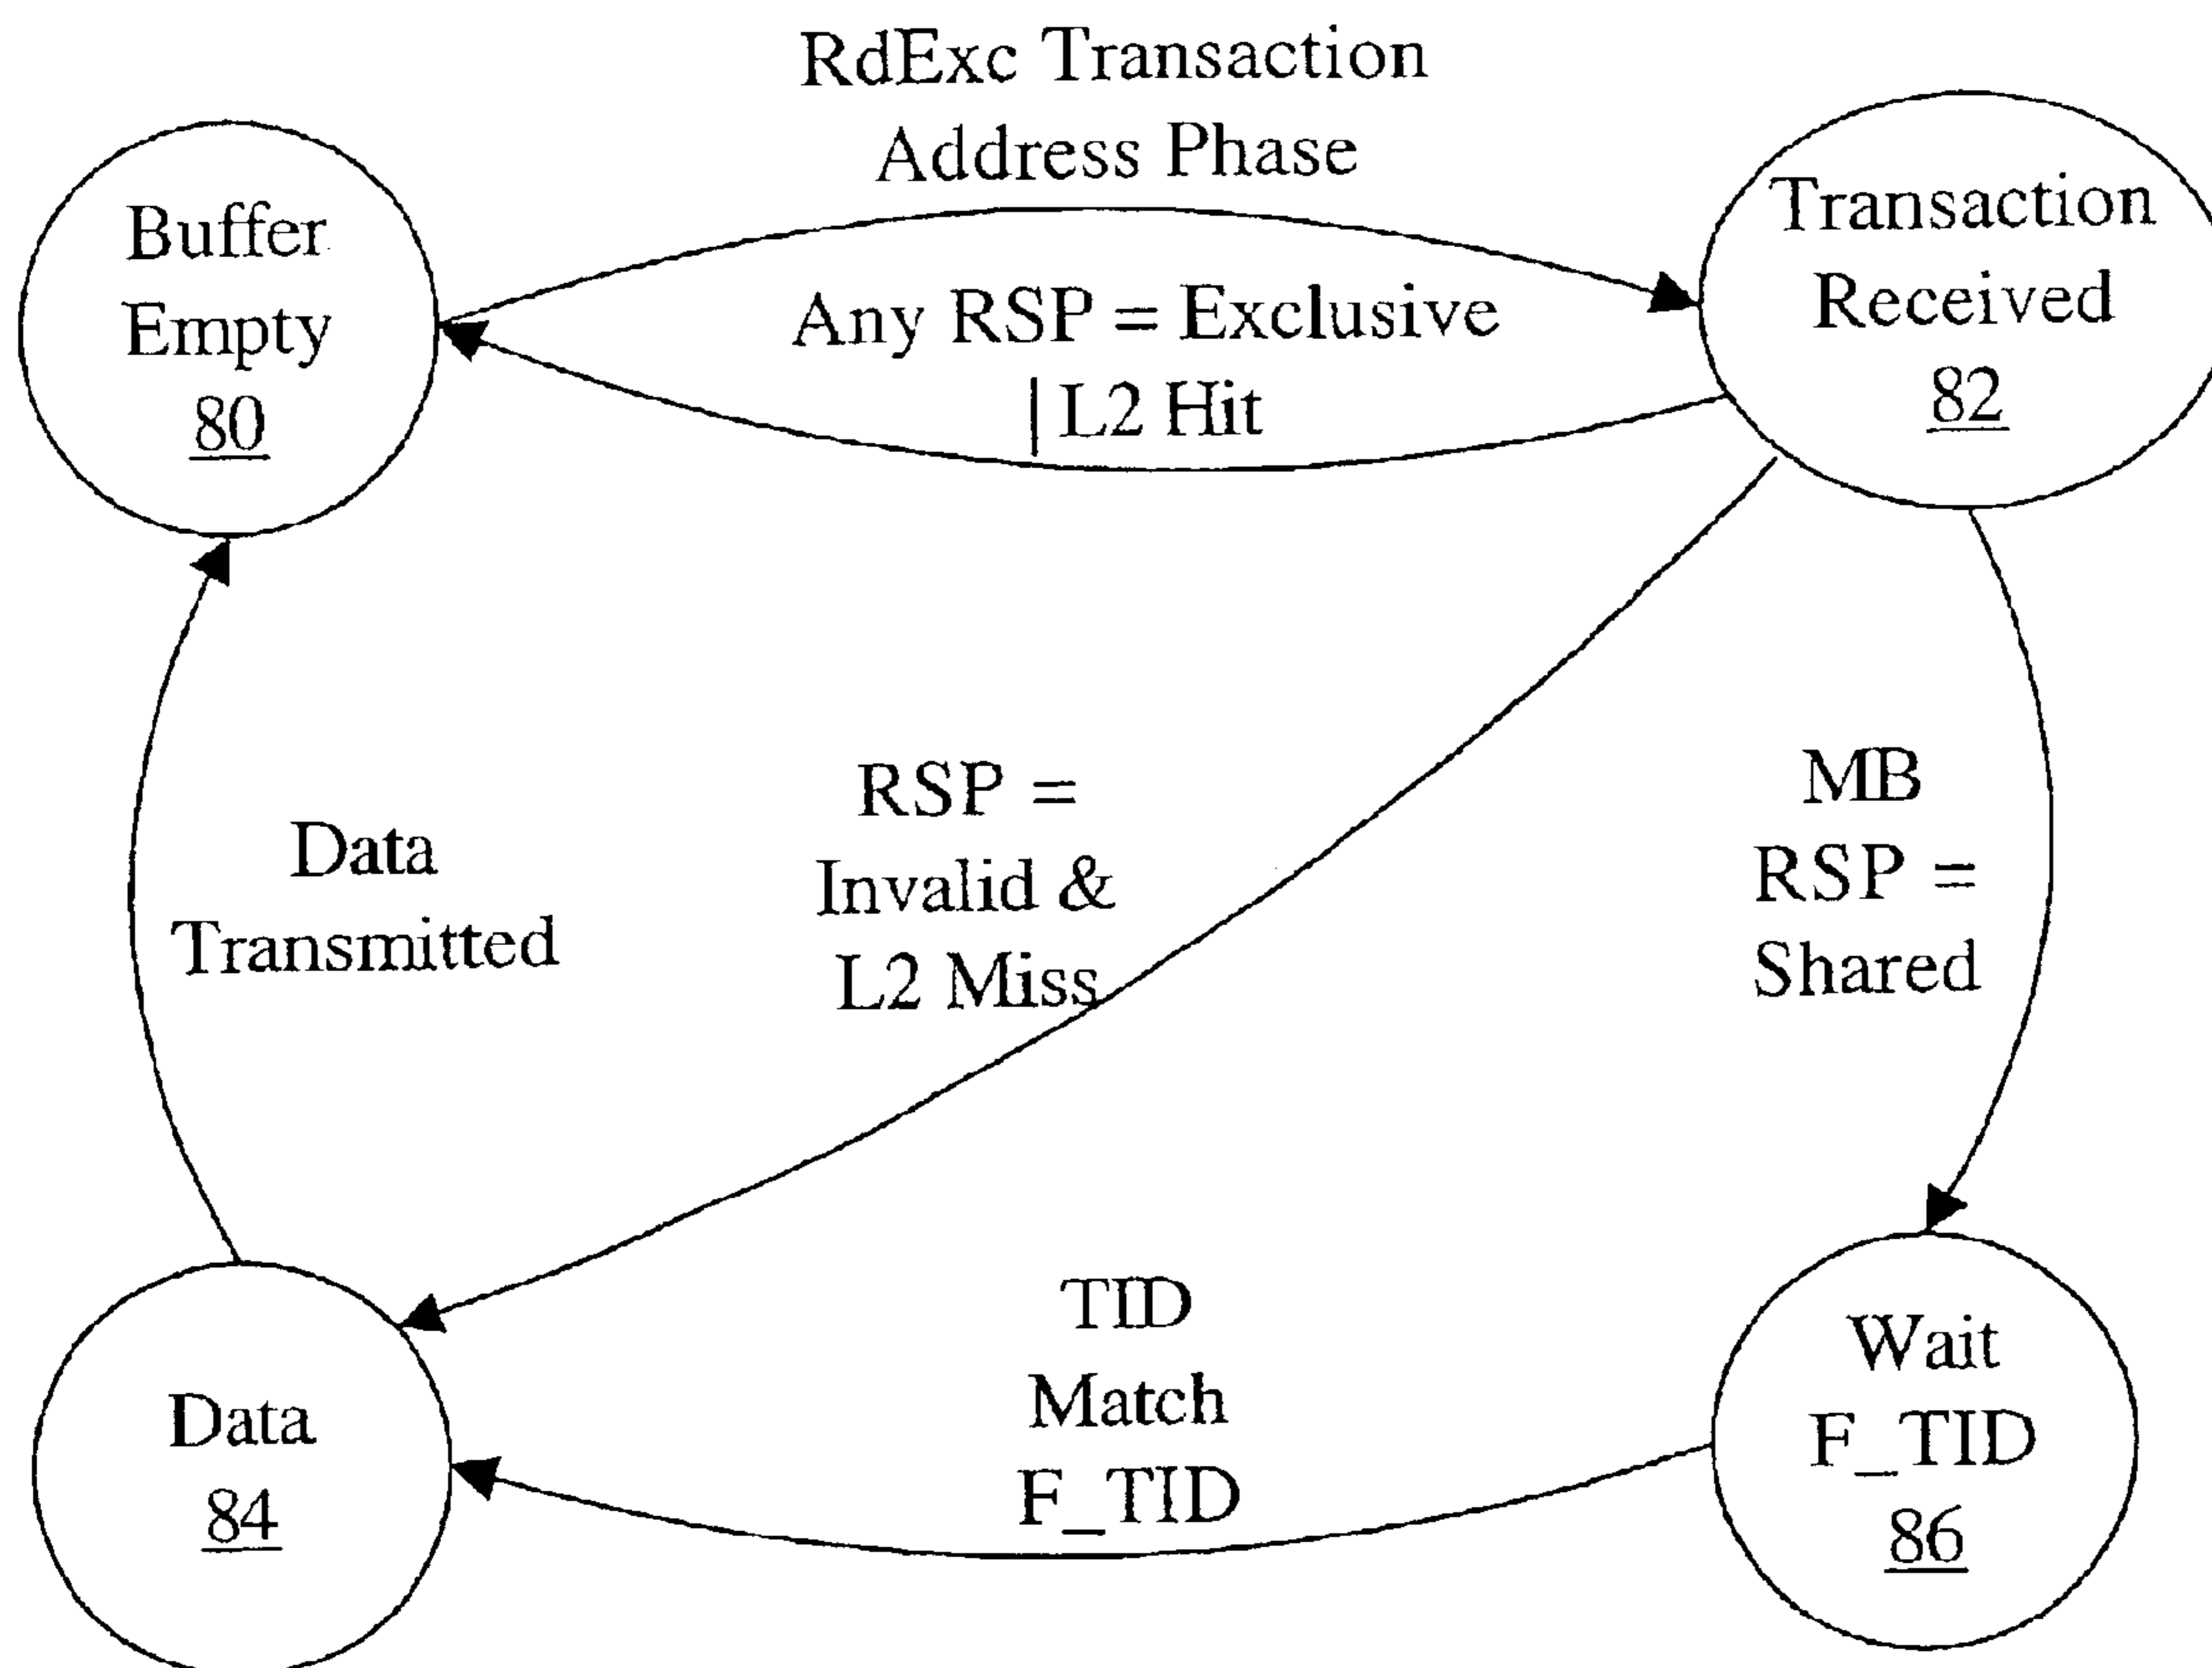 RdExc Transaction
Address Phase
Buffer
Empty
80
Transaction
Received
82
Any RSP = Exclusive
| L2 Hit
RSP =
Invalid &
L2 Miss
MB
RSP =
Shared
Data
Transmitted
TID
Match
F_TID
Data
84
Wait
F_TID
86